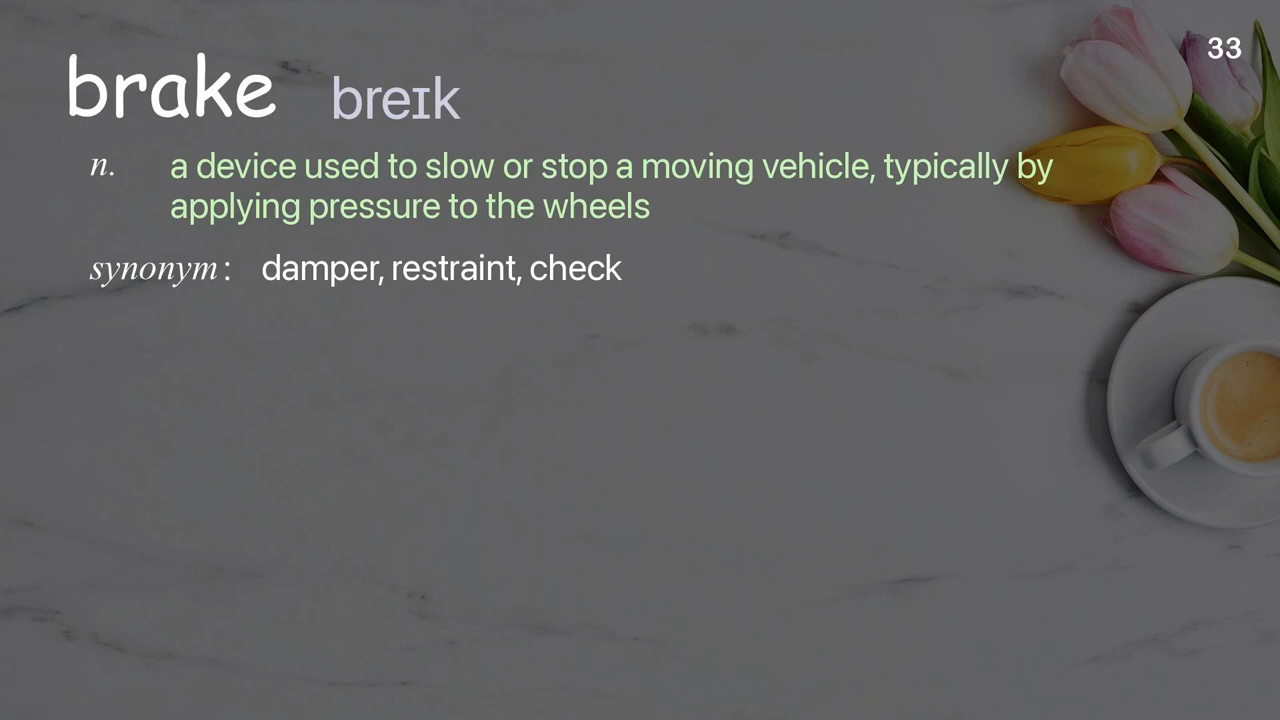 33
brake breɪk
n. a device used to slow or stop a moving vehicle, typically by
applying pressure to the wheels
synonym: damper, restraint, check